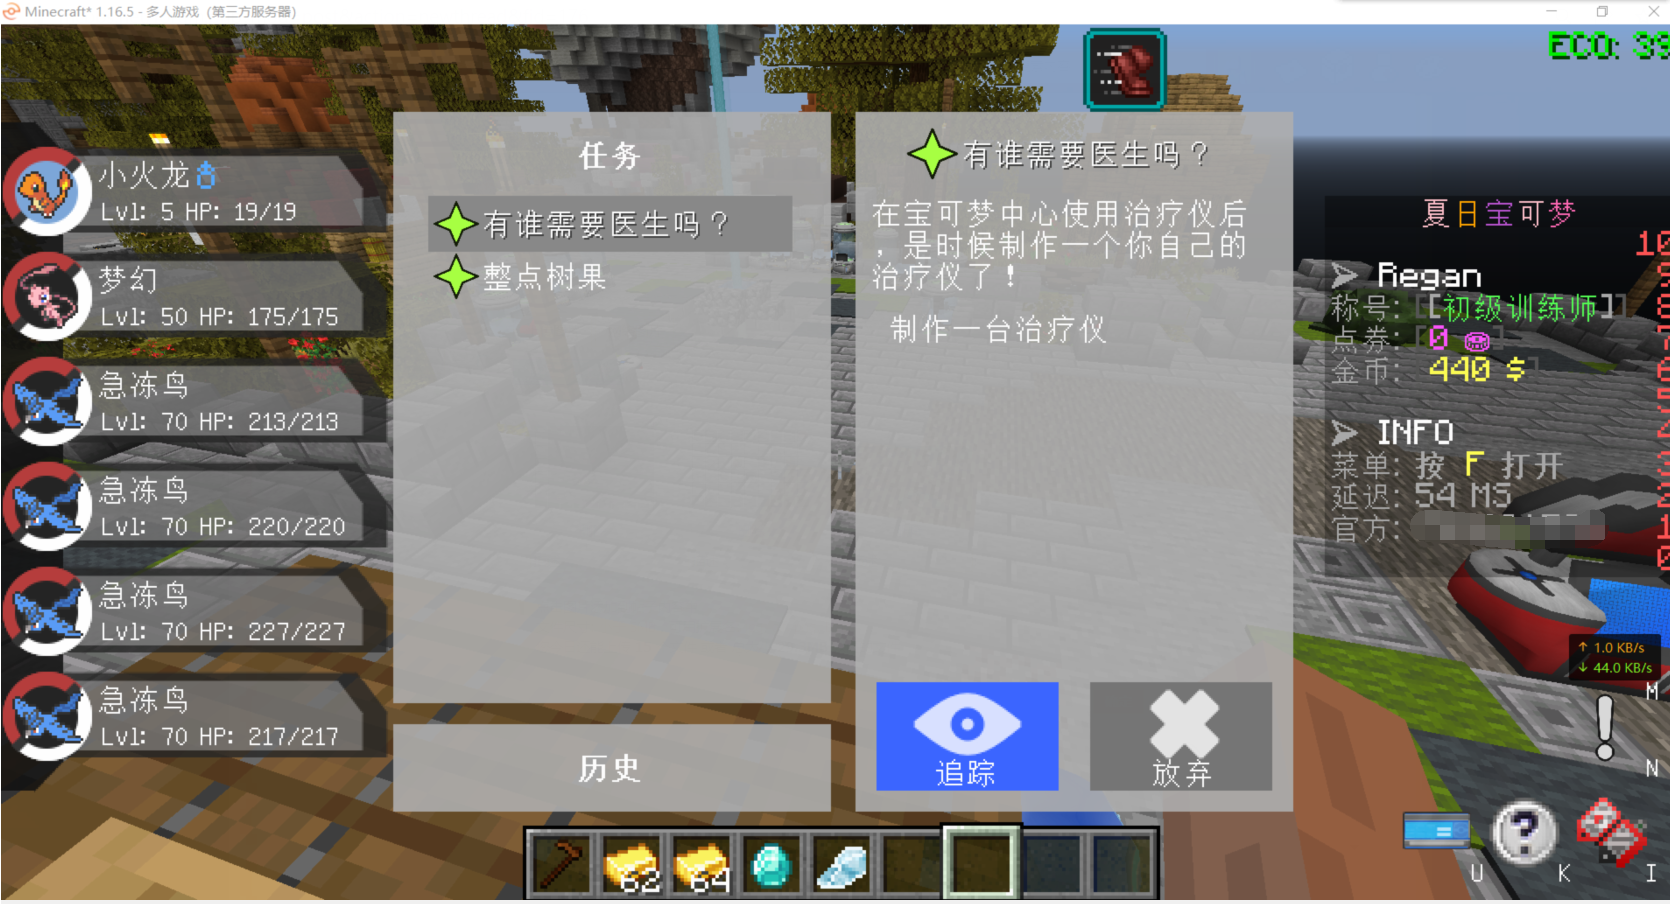 Minecraft* 1.16.5 - 多人游戏（第三方服务器）
ECO: 39
小火龙
Lvl: 5 HP: 19/19
梦幻
Lvl: 50 HP: 175/175
急冻鸟
Lvl: 70 HP: 213/213
急冻鸟
Lvl: 70 HP: 220/220
急冻鸟
Lvl: 70 HP: 227/227
急冻鸟
Lvl: 70 HP: 217/217
任务
有谁需要医生吗？
整点树果
历史
有谁需要医生吗？
在宝可梦中心使用治疗仪后
，是时候制作一个你自己的
治疗仪了！
制作一台治疗仪
追踪
放弃
夏日宝可梦
10
➢ Regan
称号: [[初级训练师]]
点券: [0]
金币: 440 $
➢ INFO
菜单: 按 F 打开
延迟: 54 MS
官方:
↑ 1.0 KB/s
↓ 44.0 KB/s
M
N
U
K
I
62
64